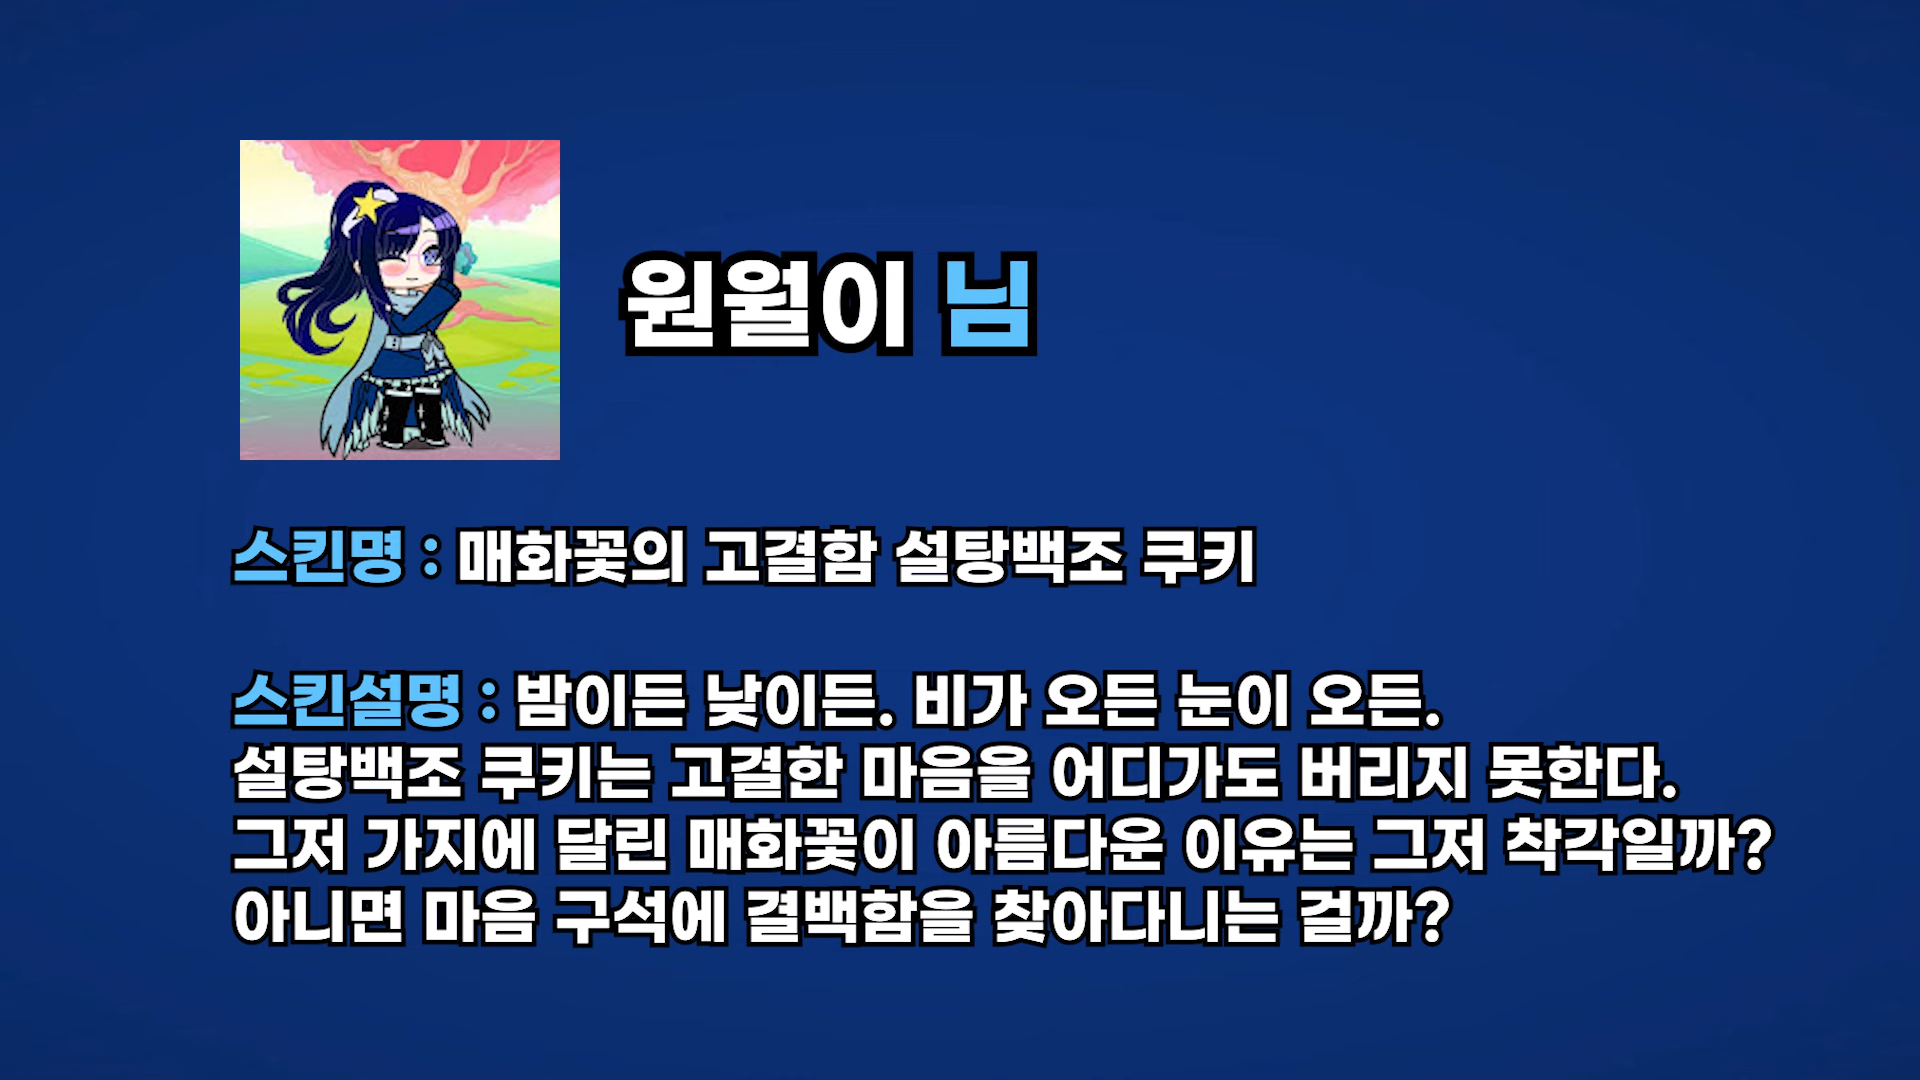 원월이 님
스킨명 : 매화꽃의 고결함 설탕백조 쿠키
스킨설명 : 밤이든 낮이든. 비가 오든 눈이 오든.
설탕백조 쿠키는 고결한 마음을 어디가도 버리지 못한다.
그저 가지에 달린 매화꽃이 아름다운 이유는 그저 착각일까?
아니면 마음 구석에 결백함을 찾아다니는 걸까?